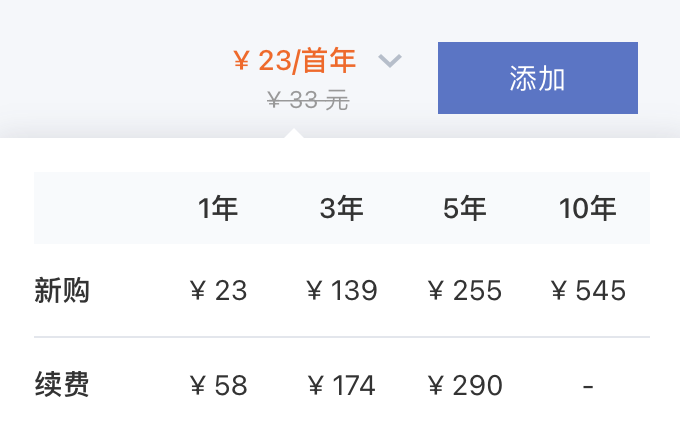 ¥ 23/首年
¥ 33 元
添加
1年 3年 5年 10年
新购 ¥ 23 ¥ 139 ¥ 255 ¥ 545
续费 ¥ 58 ¥ 174 ¥ 290 -